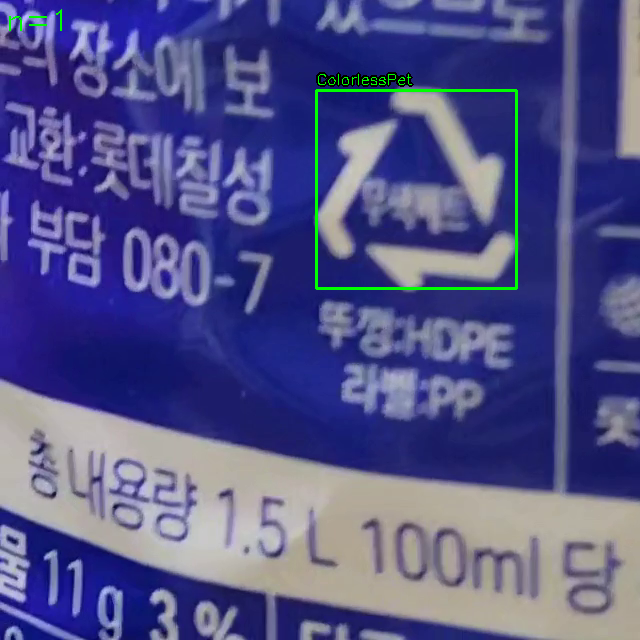 n=1
장소에 보
교환:롯데칠성
부담 080-7
ColorlessPet
무색페트
뚜껑:HDPE
라벨:PP
총 내용량 1.5 L 100ml 당
물 11 g 3 %